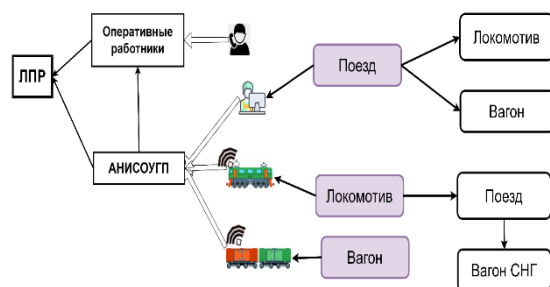 Оперативные
работники
ЛПР
АНИСОУГП
Поезд
Локомотив
Вагон
Локомотив
Поезд
Вагон
Вагон СНГ